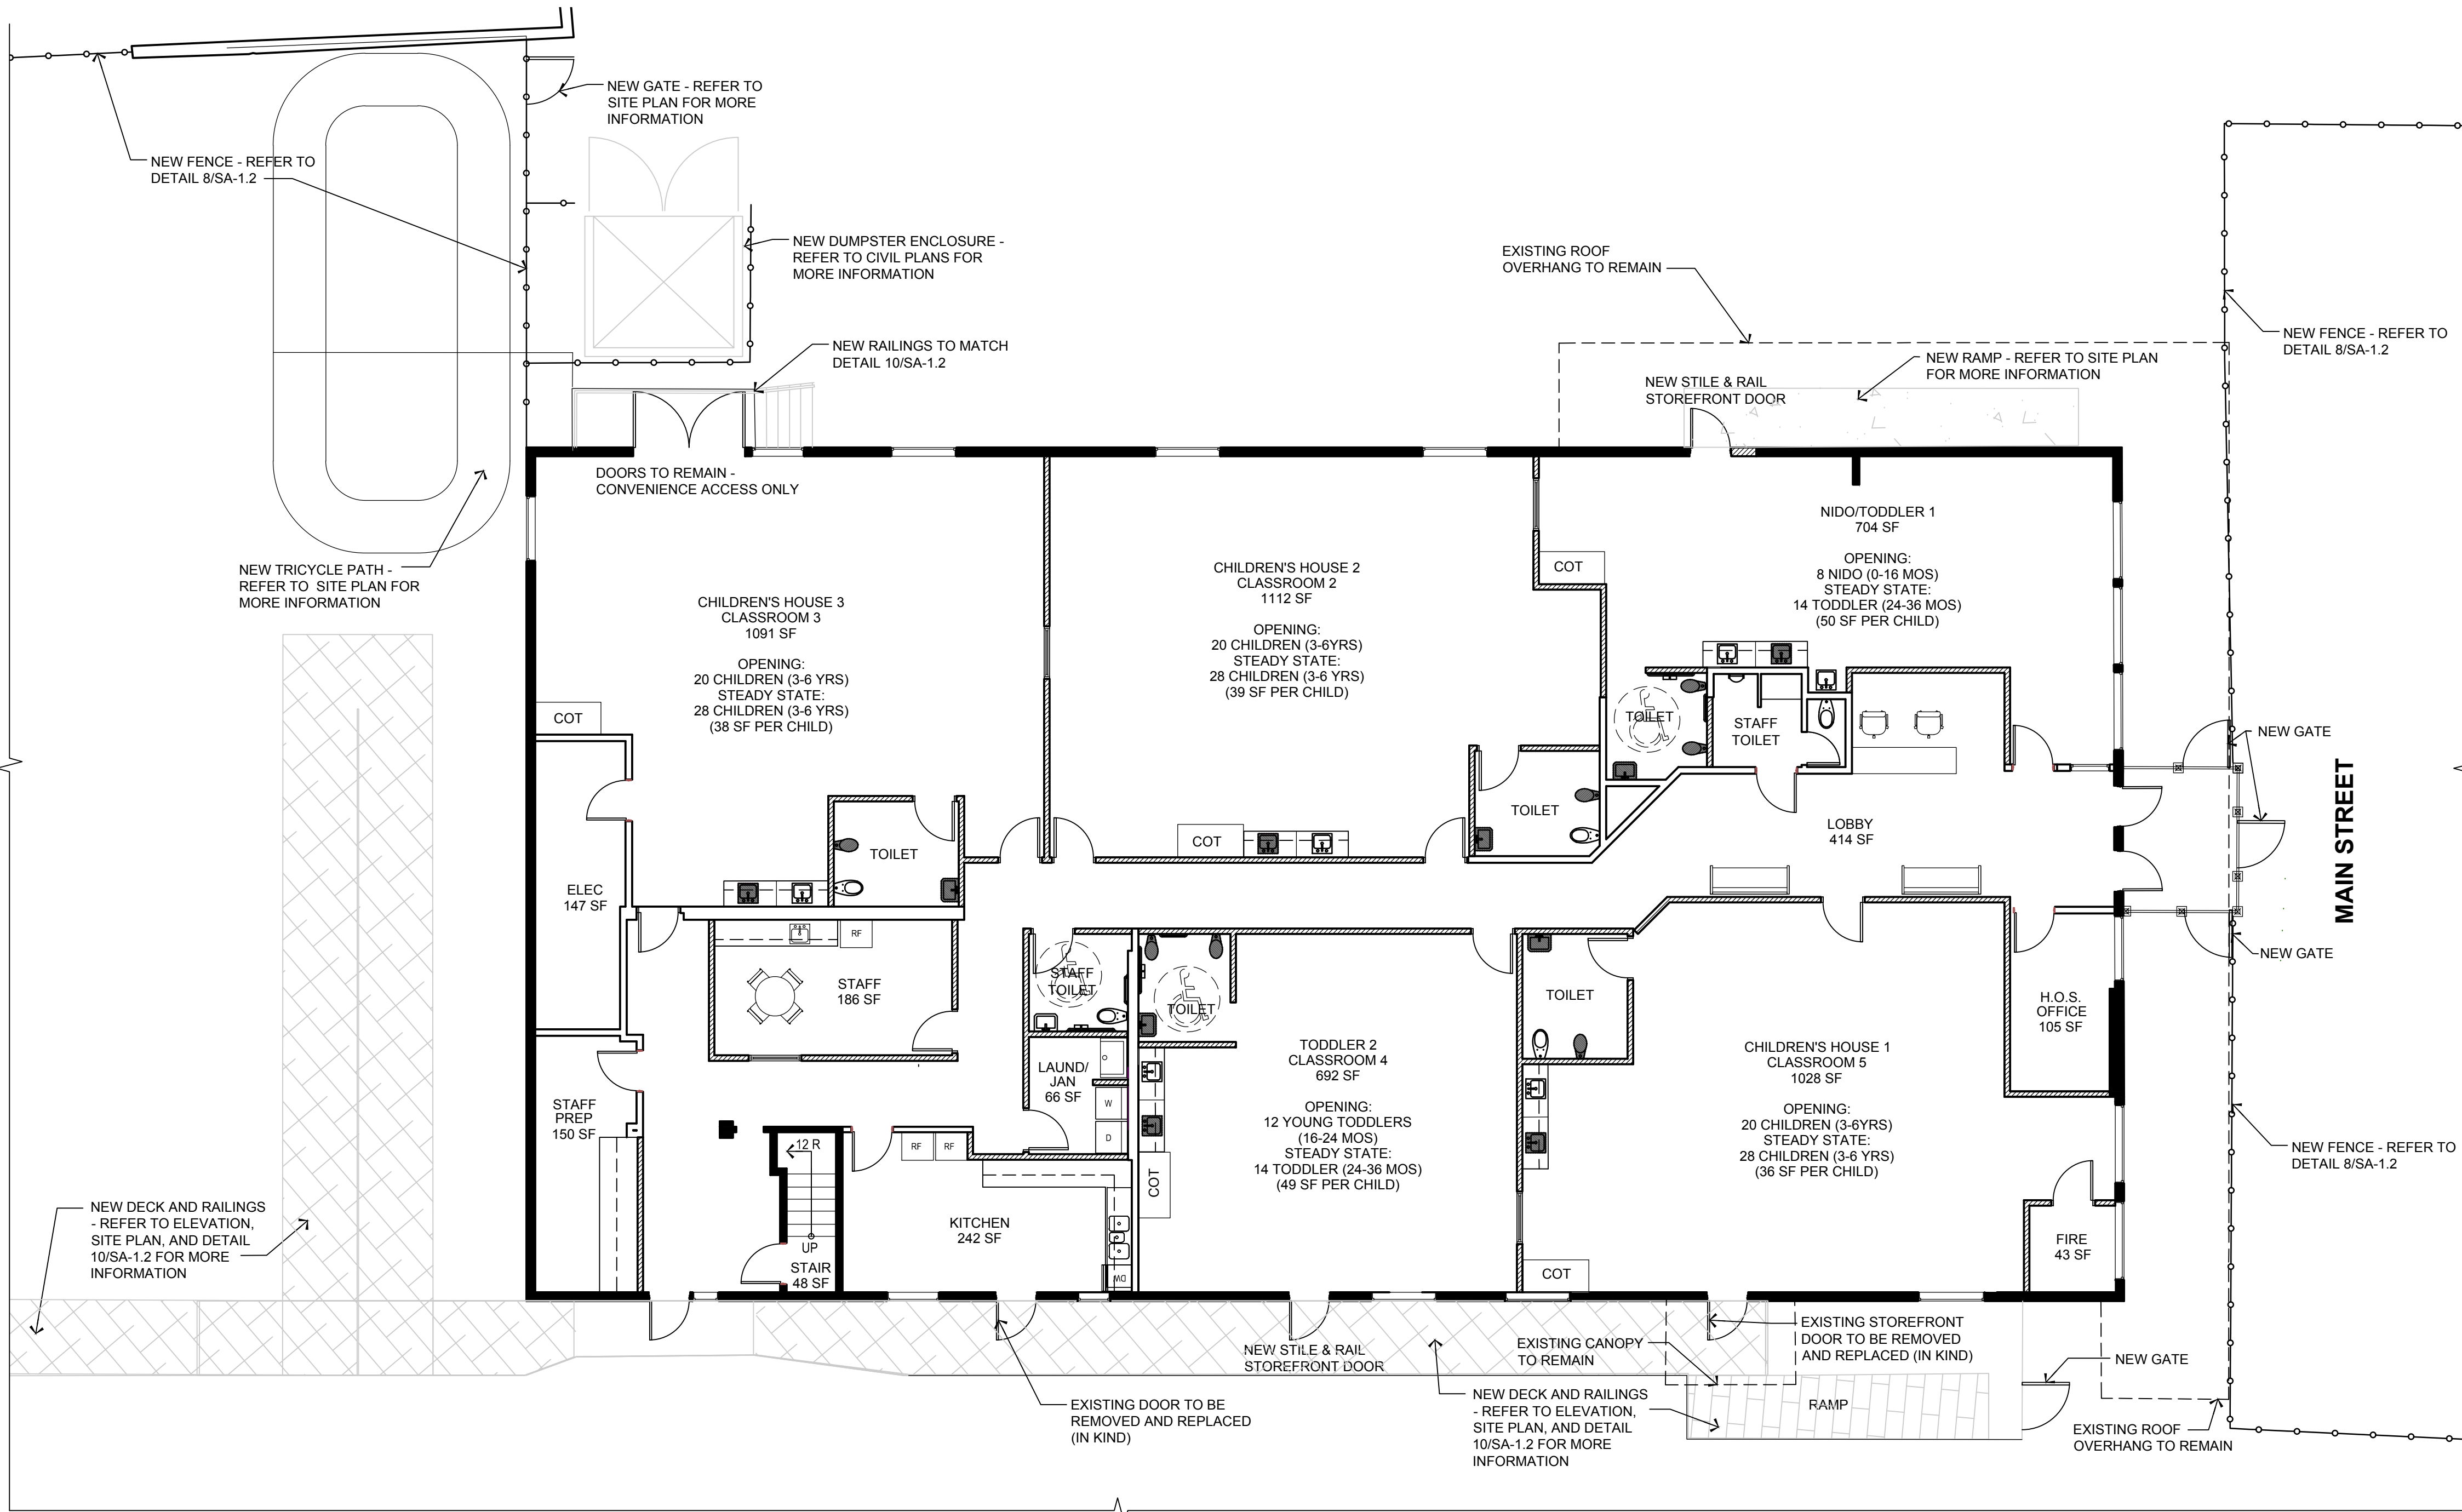 NEW GATE - REFER TO
SITE PLAN FOR MORE
INFORMATION
NEW FENCE - REFER TO
DETAIL 8/SA-1.2
NEW DUMPSTER ENCLOSURE -
REFER TO CIVIL PLANS FOR
MORE INFORMATION
EXISTING ROOF
OVERHANG TO REMAIN
NEW RAILINGS TO MATCH
DETAIL 10/SA-1.2
NEW FENCE - REFER TO
DETAIL 8/SA-1.2
NEW RAMP - REFER TO SITE PLAN
FOR MORE INFORMATION
NEW STILE & RAIL
STOREFRONT DOOR
DOORS TO REMAIN -
CONVENIENCE ACCESS ONLY
NEW TRICYCLE PATH -
REFER TO SITE PLAN FOR
MORE INFORMATION
CHILDREN'S HOUSE 3
CLASSROOM 3
1091 SF
OPENING:
20 CHILDREN (3-6 YRS)
STEADY STATE:
28 CHILDREN (3-6 YRS)
(38 SF PER CHILD)
COT
CHILDREN'S HOUSE 2
CLASSROOM 2
1112 SF
OPENING:
20 CHILDREN (3-6YRS)
STEADY STATE:
28 CHILDREN (3-6 YRS)
(39 SF PER CHILD)
COT
NIDO/TODDLER 1
704 SF
OPENING:
8 NIDO (0-16 MOS)
STEADY STATE:
14 TODDLER (24-36 MOS)
(50 SF PER CHILD)
COT
TOILET
STAFF
TOILET
TOILET
TOILET
LOBBY
414 SF
NEW GATE
MAIN STREET
NEW GATE
ELEC
147 SF
RF
STAFF
186 SF
STAFF
TOILET
TOILET
TOILET
H.O.S.
OFFICE
105 SF
LAUND/
JAN
66 SF
W
D
TODDLER 2
CLASSROOM 4
692 SF
OPENING:
12 YOUNG TODDLERS
(16-24 MOS)
STEADY STATE:
14 TODDLER (24-36 MOS)
(49 SF PER CHILD)
COT
CHILDREN'S HOUSE 1
CLASSROOM 5
1028 SF
OPENING:
20 CHILDREN (3-6YRS)
STEADY STATE:
28 CHILDREN (3-6 YRS)
(36 SF PER CHILD)
COT
STAFF
PREP
150 SF
12 R
UP
STAIR
48 SF
RF
RF
KITCHEN
242 SF
DW
FIRE
43 SF
NEW FENCE - REFER TO
DETAIL 8/SA-1.2
NEW DECK AND RAILINGS
- REFER TO ELEVATION,
SITE PLAN, AND DETAIL
10/SA-1.2 FOR MORE
INFORMATION
NEW STILE & RAIL
STOREFRONT DOOR
EXISTING CANOPY
TO REMAIN
EXISTING STOREFRONT
DOOR TO BE REMOVED
AND REPLACED (IN KIND)
NEW GATE
EXISTING DOOR TO BE
REMOVED AND REPLACED
(IN KIND)
NEW DECK AND RAILINGS
- REFER TO ELEVATION,
SITE PLAN, AND DETAIL
10/SA-1.2 FOR MORE
INFORMATION
RAMP
EXISTING ROOF
OVERHANG TO REMAIN